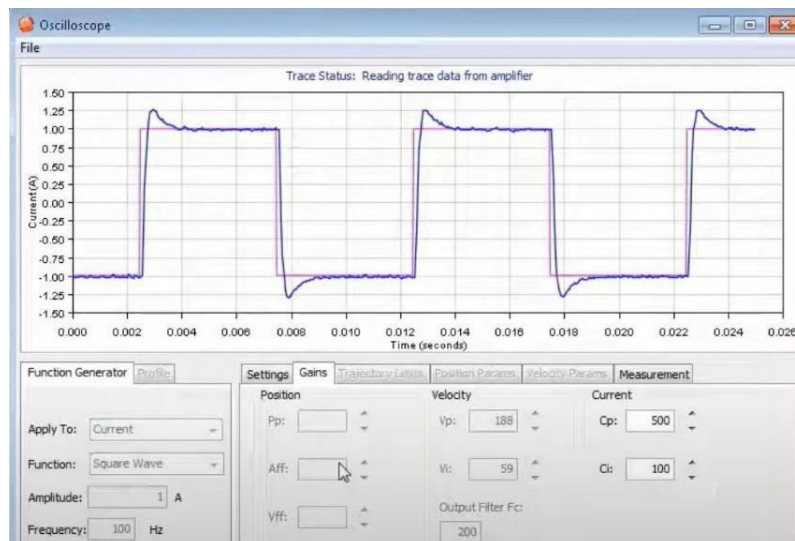 Oscilloscope
File
Trace Status: Reading trace data from amplifier
1.50
1.25
1.00
0.75
0.50
0.25
0.00
-0.25
-0.50
-0.75
-1.00
-1.25
-1.50
Current(A)
0.000 0.002 0.004 0.006 0.008 0.010 0.012 0.014 0.016 0.018 0.020 0.022 0.024 0.026
Time (seconds)
Function Generator Profile
Settings Gains Trajectory Limits Position Params Velocity Params Measurement
Position Velocity Current
Apply To: Current
Function: Square Wave
Amplitude: 1 A
Frequency: 100 Hz
Pp:
Aff:
Vff:
Vp: 188
Vi: 59
Output Filter Fc:
200
Cp: 500
Ci: 100